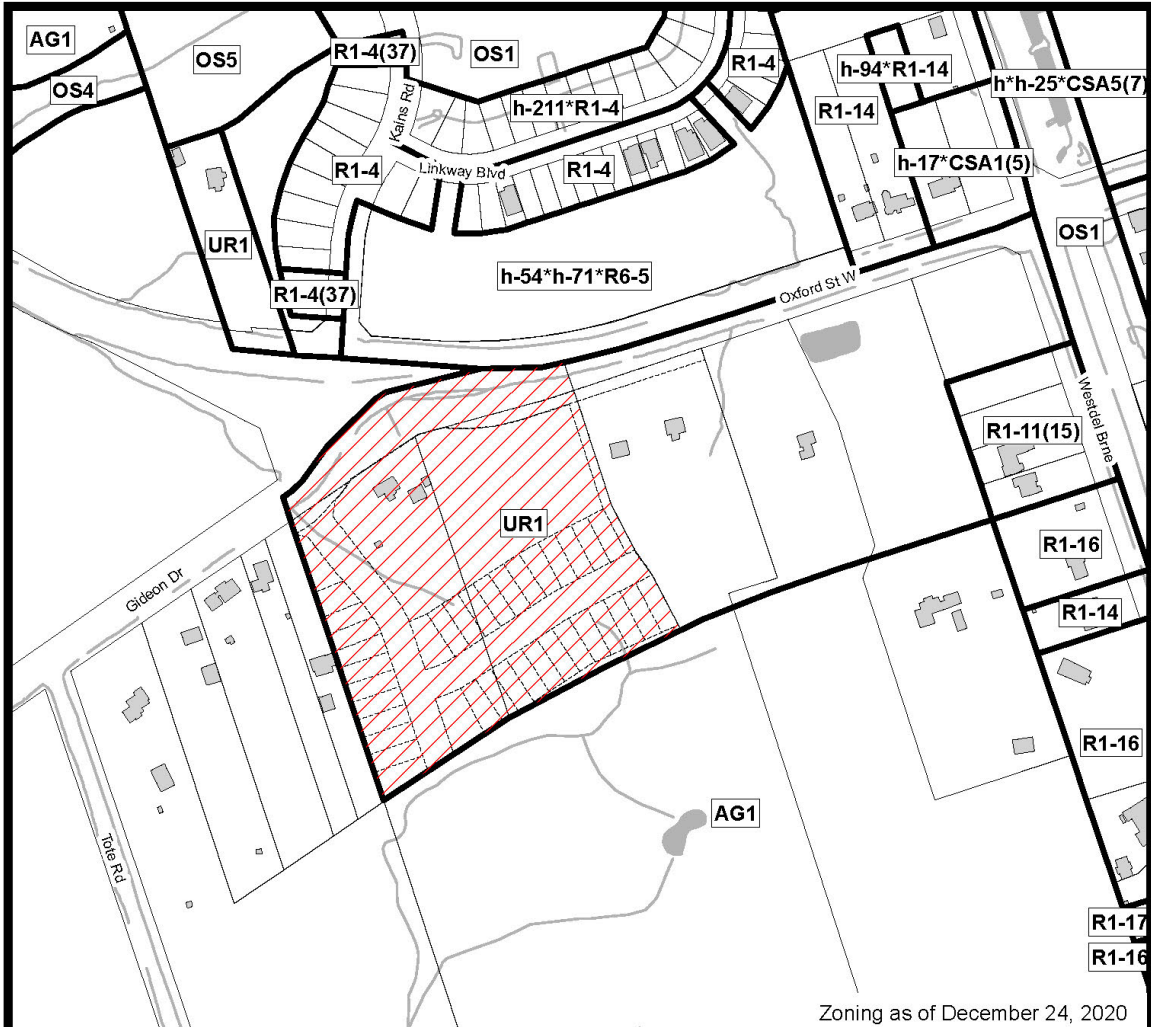 AG1
OS5
R1-4(37)
OS1
R1-4
h-94*R1-14
h*h-25*CSA5(7)
OS4
Kains Rd
h-211*R1-4
R1-14
h-17*CSA1(5)
R1-4
Linkway Blvd
R1-4
UR1
OS1
h-54*h-71*R6-5
R1-4(37)
Oxford St W
Westdel Brne
R1-11(15)
UR1
R1-16
Gideon Dr
R1-14
R1-16
AG1
Tote Rd
R1-17
R1-16
Zoning as of December 24, 2020